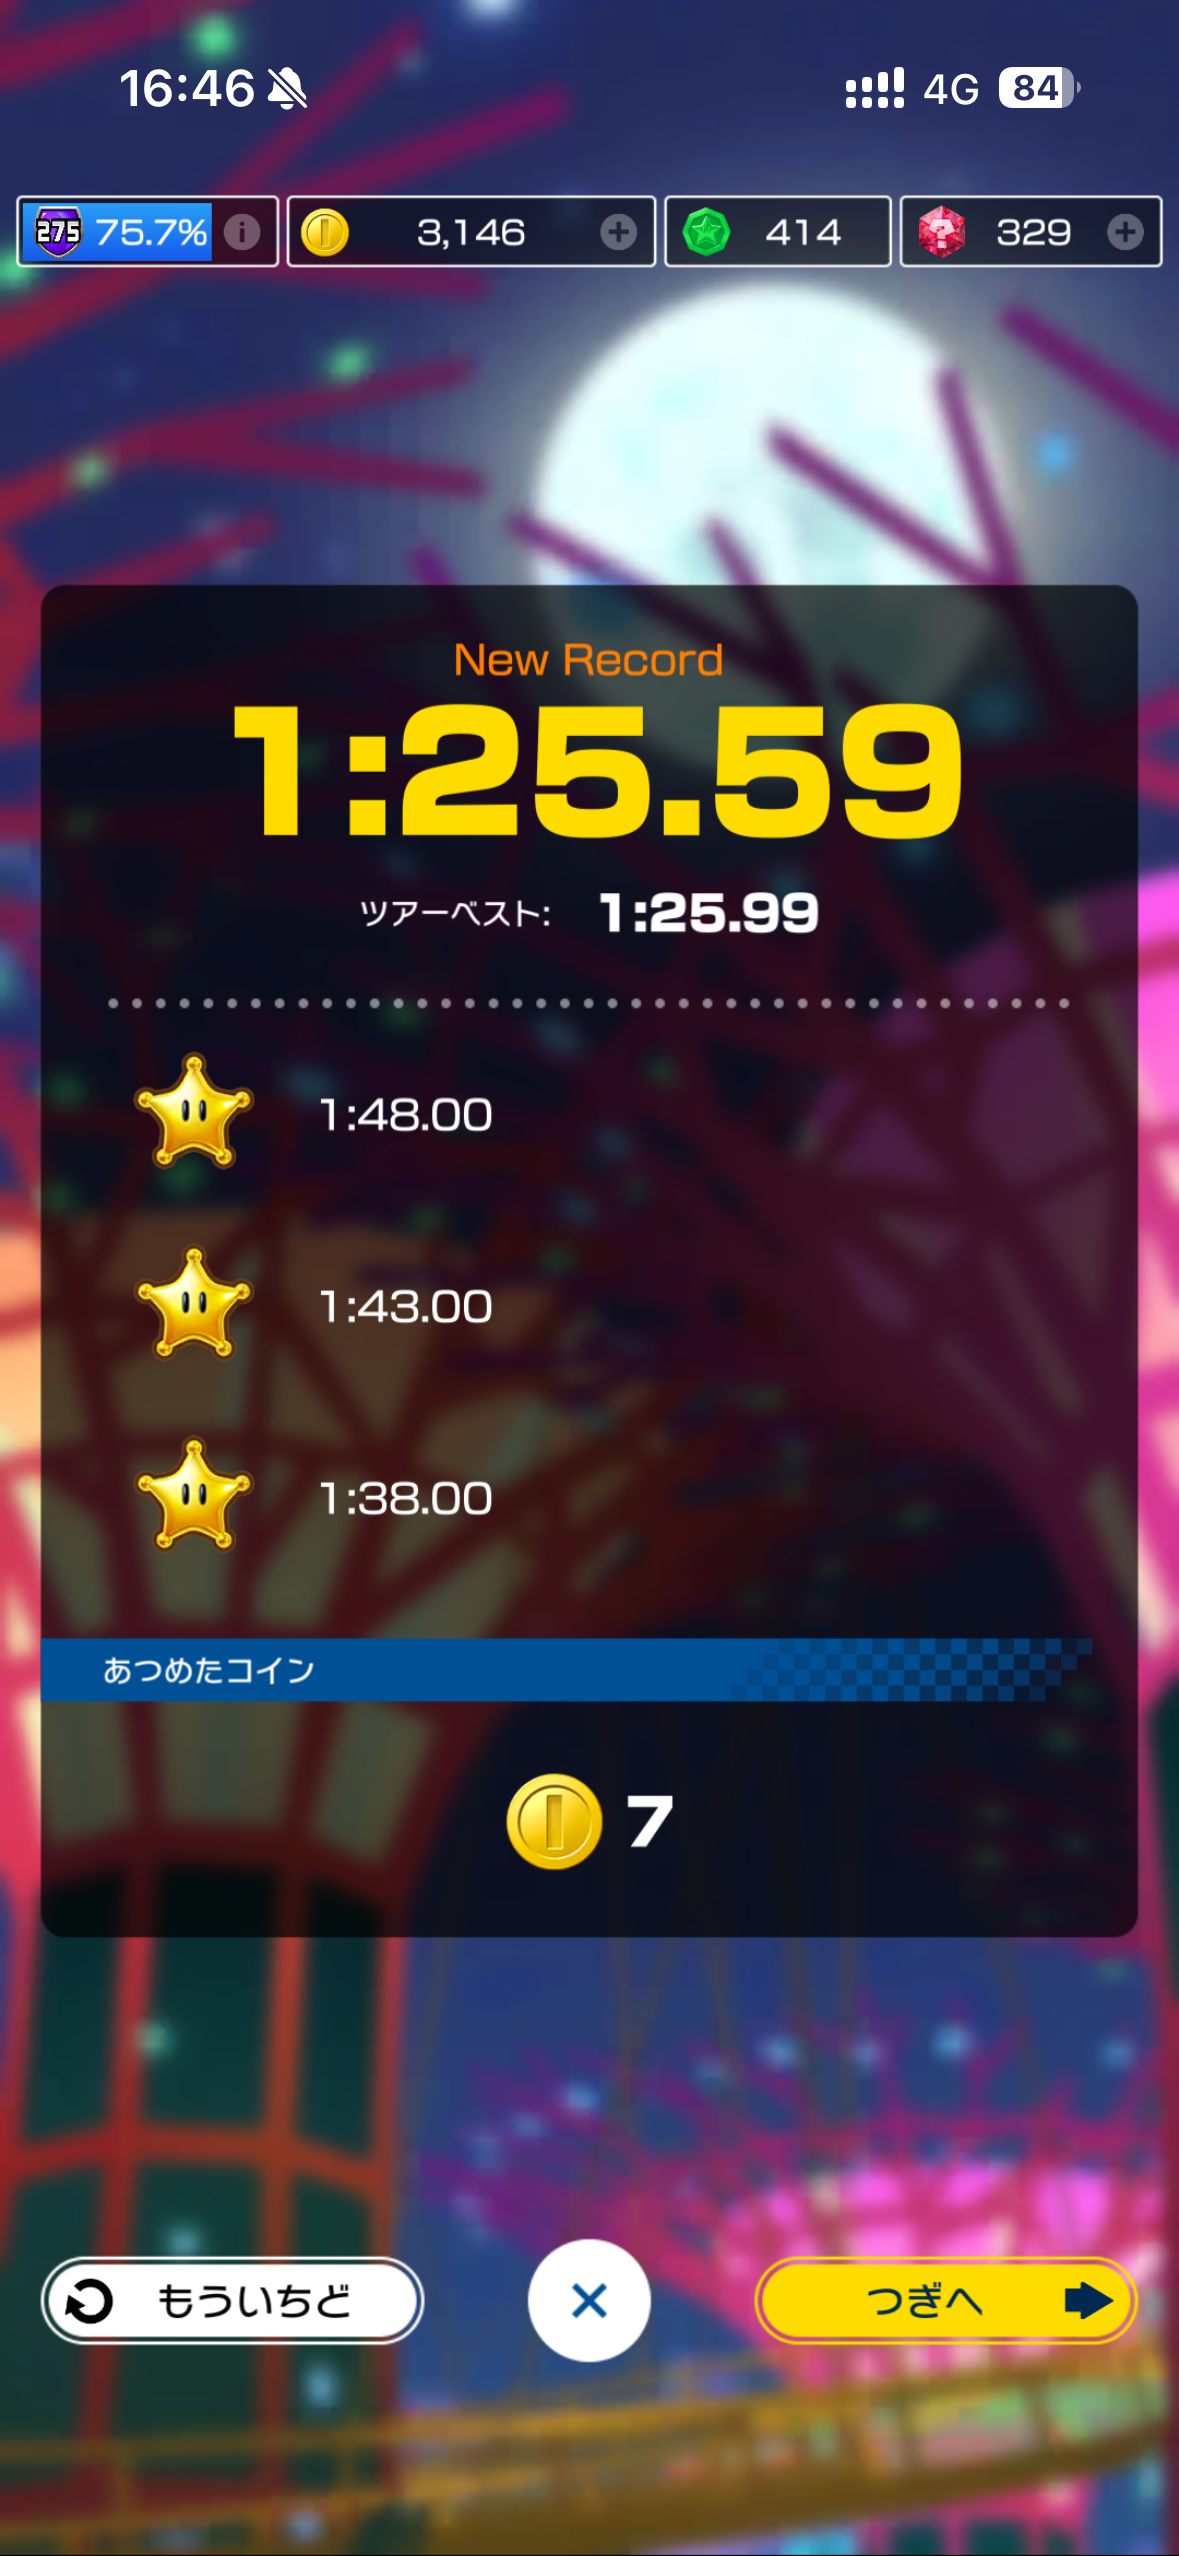 16:46 4G 84
275 75.7% i 3,146 + 414 ? 329 +
New Record
1:25.59
ツアーベスト: 1:25.99
1:48.00
1:43.00
1:38.00
あつめたコイン
7
もういちど × つぎへ